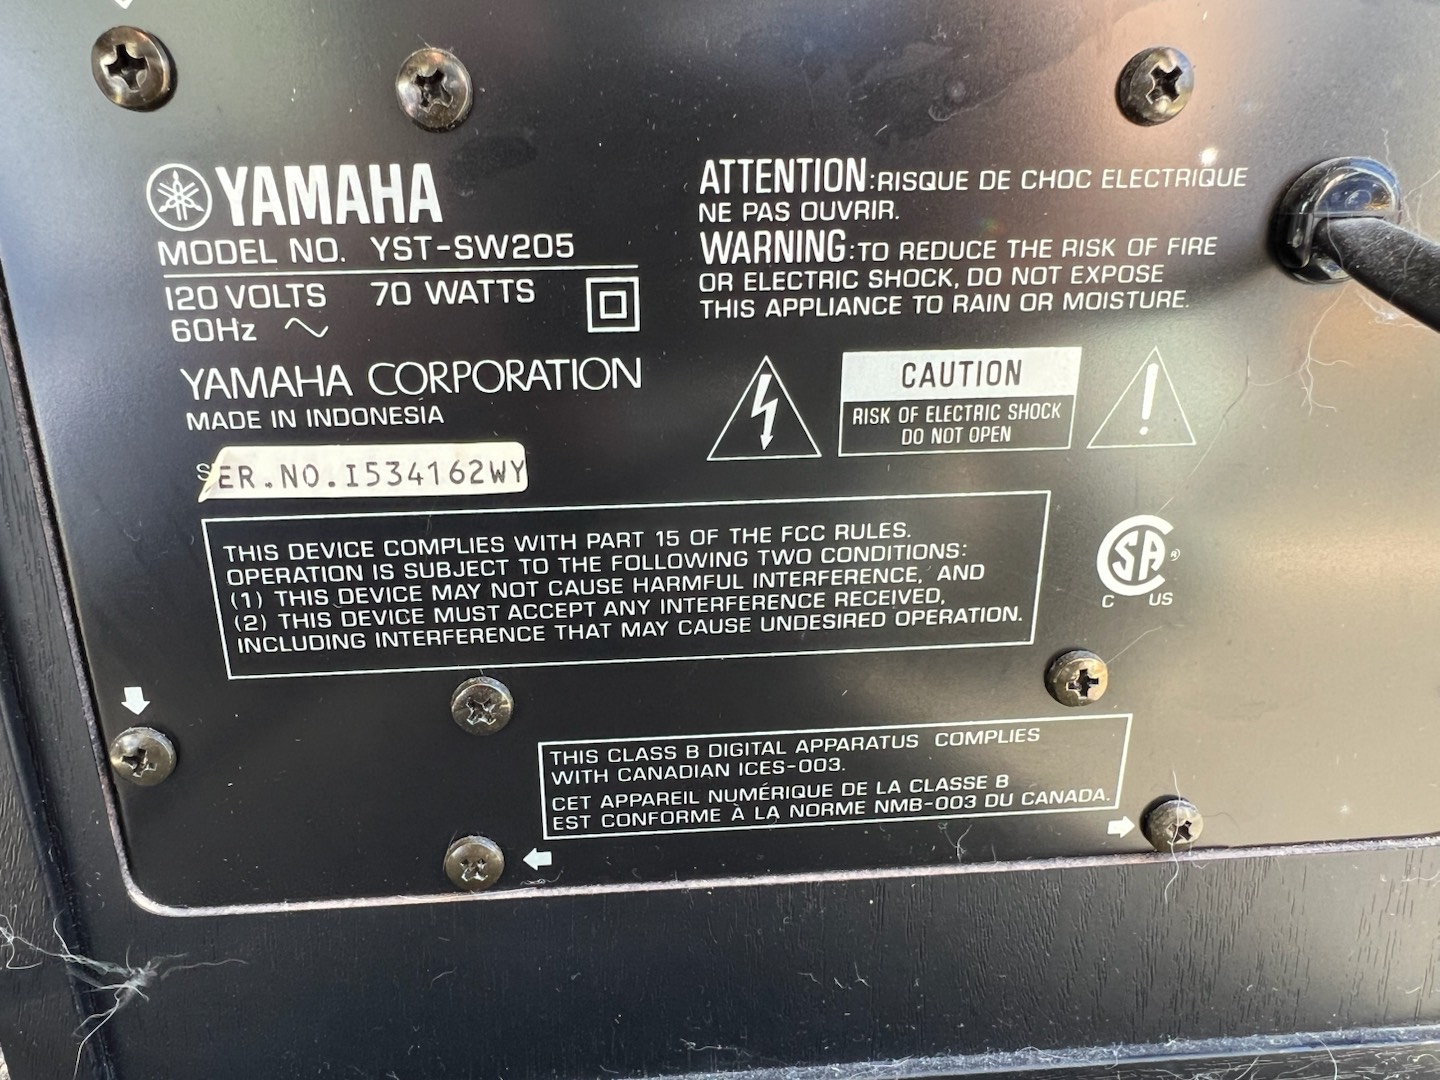 YAMAHA
MODEL NO. YST-SW205
120 VOLTS 70 WATTS
60Hz ~
YAMAHA CORPORATION
MADE IN INDONESIA
SER.NO.I534162WY
ATTENTION:RISQUE DE CHOC ELECTRIQUE
NE PAS OUVRIR.
WARNING:TO REDUCE THE RISK OF FIRE
OR ELECTRIC SHOCK, DO NOT EXPOSE
THIS APPLIANCE TO RAIN OR MOISTURE.
CAUTION
RISK OF ELECTRIC SHOCK
DO NOT OPEN
THIS DEVICE COMPLIES WITH PART 15 OF THE FCC RULES.
OPERATION IS SUBJECT TO THE FOLLOWING TWO CONDITIONS:
(1) THIS DEVICE MAY NOT CAUSE HARMFUL INTERFERENCE, AND
(2) THIS DEVICE MUST ACCEPT ANY INTERFERENCE RECEIVED,
INCLUDING INTERFERENCE THAT MAY CAUSE UNDESIRED OPERATION.
SA ®
C US
THIS CLASS B DIGITAL APPARATUS COMPLIES
WITH CANADIAN ICES-003.
CET APPAREIL NUMÉRIQUE DE LA CLASSE B
EST CONFORME À LA NORME NMB-003 DU CANADA.